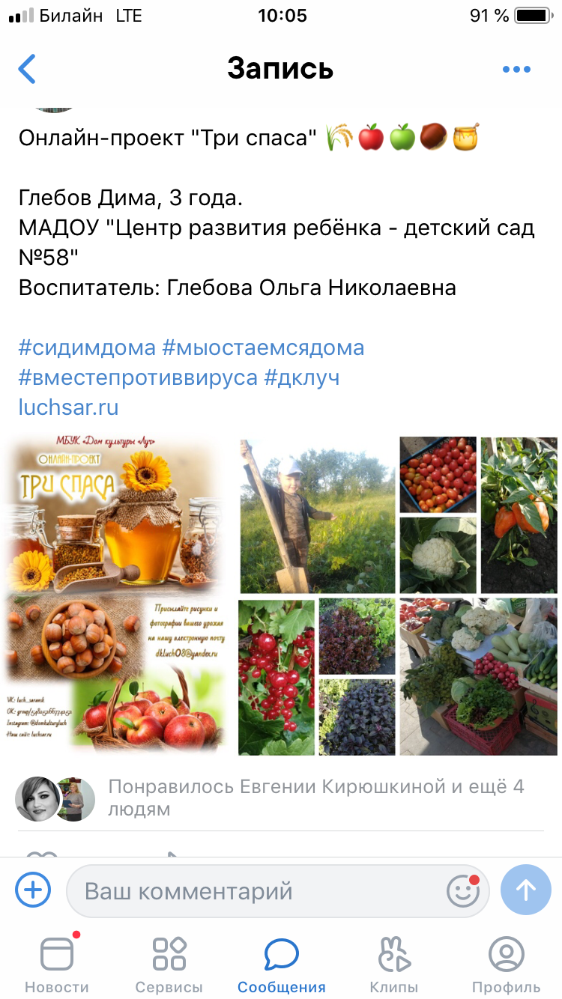 Билайн LTE 10:05 91 %
Запись
Онлайн-проект "Три спаса"
Глебов Дима, 3 года.
МАДОУ "Центр развития ребёнка - детский сад
№58"
Воспитатель: Глебова Ольга Николаевна
#сидимдома #мыостаемсядома
#вместепротиввируса #дклуч
luchsar.ru
МБУК «Дом культуры «Луч»
ОНЛАЙН-ПРОЕКТ
ТРИ СПАСА
Присылайте рисунки и
фотографии вашего урожая
на нашу электронную почту
dkluch08@yandex.ru
VK: luch_saransk
Instagram: @domkulturyluch
Наш сайт: luchsar.ru
Понравилось Евгении Кирюшкиной и ещё 4
людям
Ваш комментарий
Новости Сервисы Сообщения Клипы Профиль